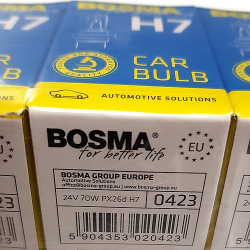 H7
CAR
BULB
AUTOMOTIVE SOLUTIONS
BOSMA®
For better life
EU
BOSMA GROUP EUROPE
Automotive Solutions
24V 70W PX26d H7
0423
5 904353 020423